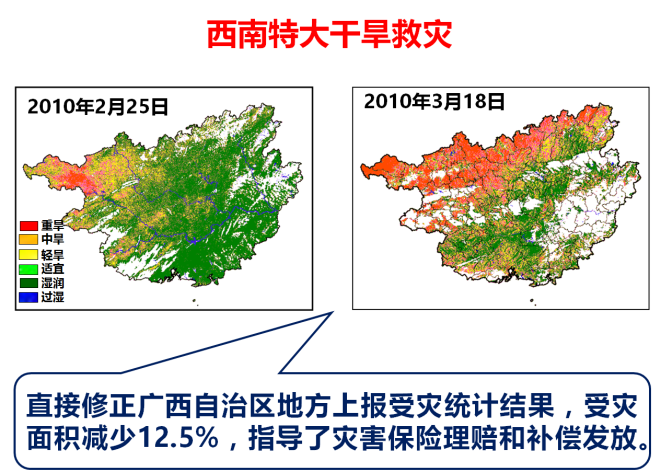 西南特大干旱救灾
2010年2月25日
2010年3月18日
重旱
中旱
轻旱
适宜
湿润
过湿
直接修正广西自治区地方上报受灾统计结果，受灾
面积减少12.5%，指导了灾害保险理赔和补偿发放。